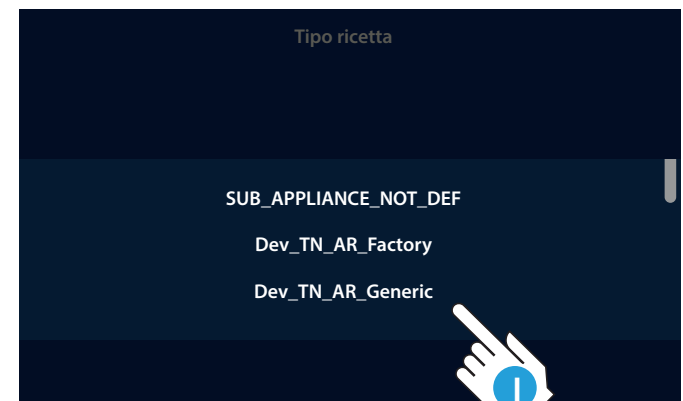 Tipo ricetta
SUB_APPLIANCE_NOT_DEF
Dev_TN_AR_Factory
Dev_TN_AR_Generic